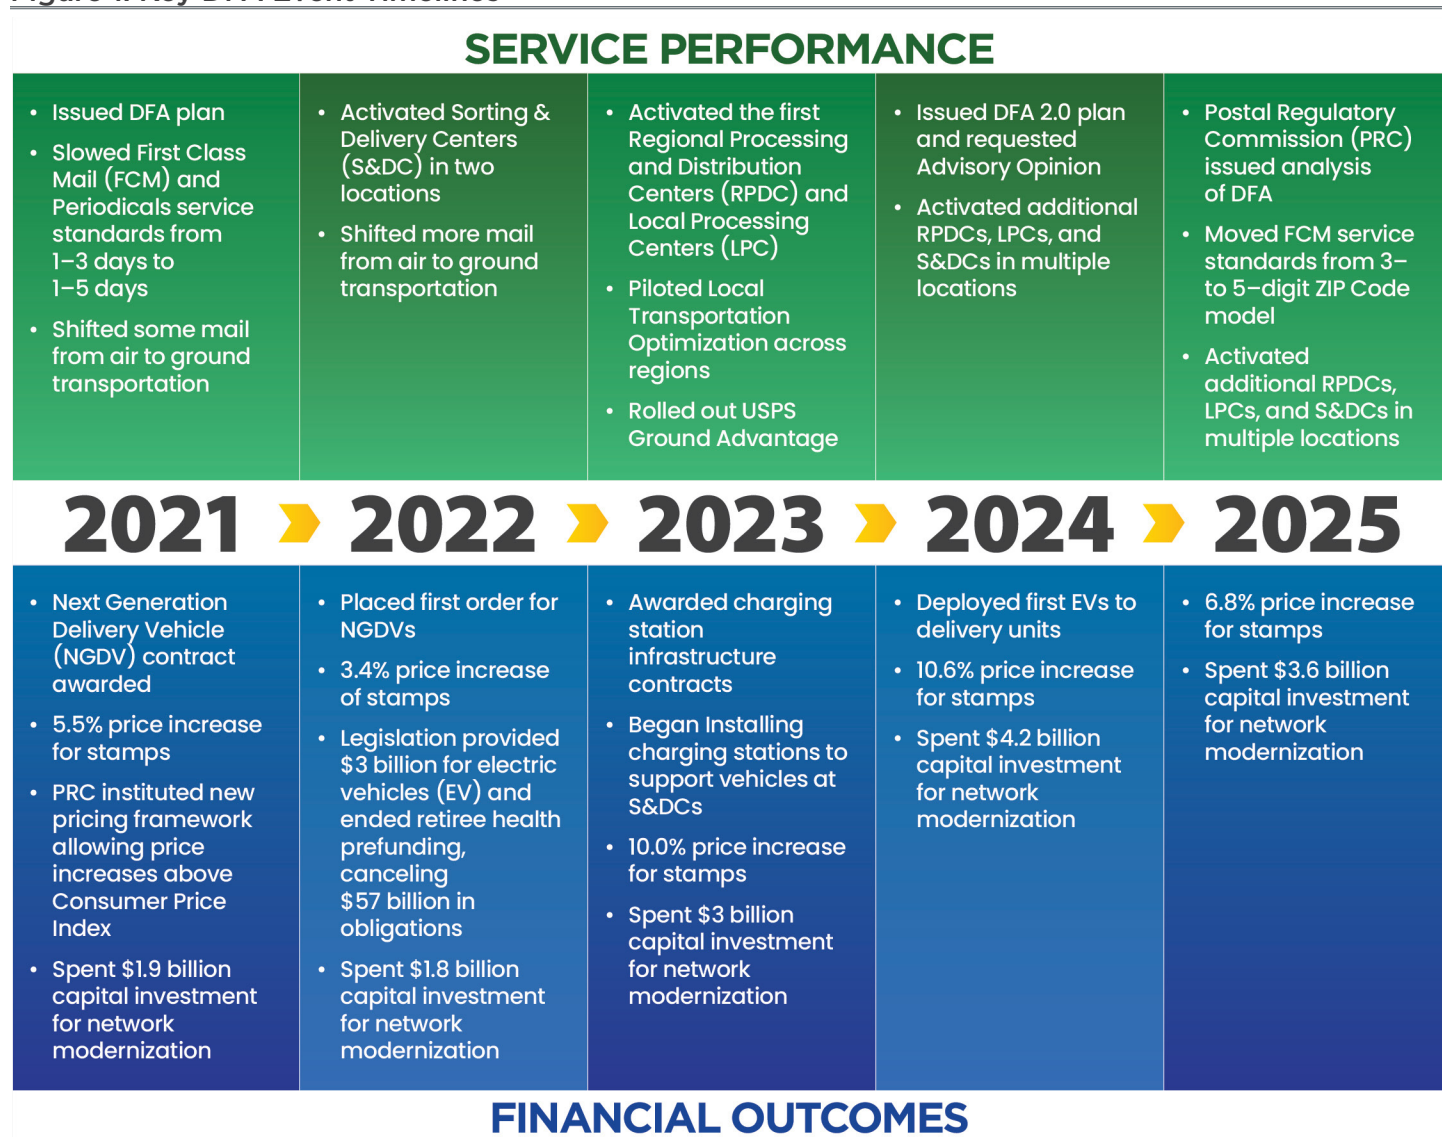 SERVICE PERFORMANCE
• Issued DFA plan
• Slowed First Class
Mail (FCM) and
Periodicals service
standards from
1–3 days to
1–5 days
• Shifted some mail
from air to ground
transportation
• Activated Sorting &
Delivery Centers
(S&DC) in two
locations
• Shifted more mail
from air to ground
transportation
• Activated the first
Regional Processing
and Distribution
Centers (RPDC) and
Local Processing
Centers (LPC)
• Piloted Local
Transportation
Optimization across
regions
• Rolled out USPS
Ground Advantage
• Issued DFA 2.0 plan
and requested
Advisory Opinion
• Activated additional
RPDCs, LPCs, and
S&DCs in multiple
locations
• Postal Regulatory
Commission (PRC)
issued analysis
of DFA
• Moved FCM service
standards from 3–
to 5–digit ZIP Code
model
• Activated
additional RPDCs,
LPCs, and S&DCs in
multiple locations
2021 2022 2023 2024 2025
• Next Generation
Delivery Vehicle
(NGDV) contract
awarded
• 5.5% price increase
for stamps
• PRC instituted new
pricing framework
allowing price
increases above
Consumer Price
Index
• Spent $1.9 billion
capital investment
for network
modernization
• Placed first order for
NGDVs
• 3.4% price increase
of stamps
• Legislation provided
$3 billion for electric
vehicles (EV) and
ended retiree health
prefunding,
canceling
$57 billion in
obligations
• Spent $1.8 billion
capital investment
for network
modernization
• Awarded charging
station
infrastructure
contracts
• Began Installing
charging stations to
support vehicles at
S&DCs
• 10.0% price increase
for stamps
• Spent $3 billion
capital investment
for network
modernization
• Deployed first EVs to
delivery units
• 10.6% price increase
for stamps
• Spent $4.2 billion
capital investment
for network
modernization
• 6.8% price increase
for stamps
• Spent $3.6 billion
capital investment
for network
modernization
FINANCIAL OUTCOMES